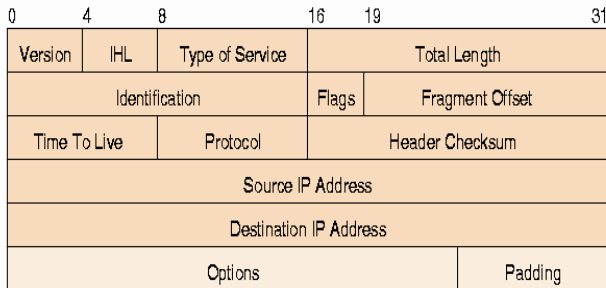 0 4 8 16 19 31
Version IHL Type of Service Total Length
Identification Flags Fragment Offset
Time To Live Protocol Header Checksum
Source IP Address
Destination IP Address
Options Padding